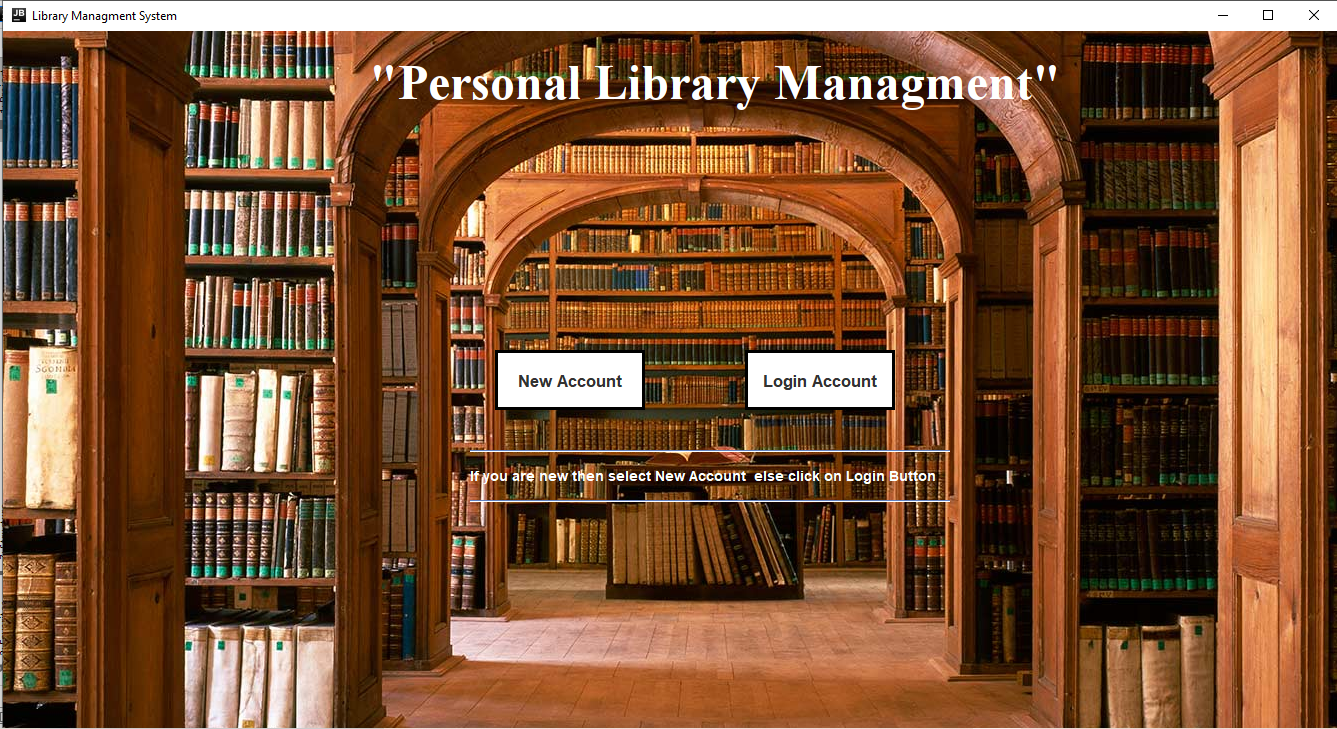 JB Library Managment System
"Personal Library Managment"
New Account Login Account
If you are new then select New Account  else click on Login Button